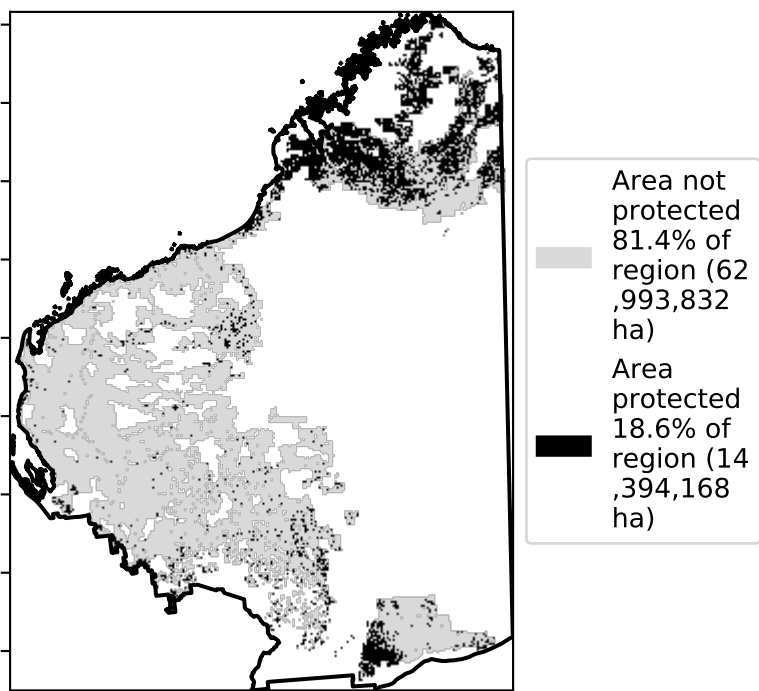 Area not
protected
81.4% of
region (62
,993,832
ha)
Area
protected
18.6% of
region (14
,394,168
ha)